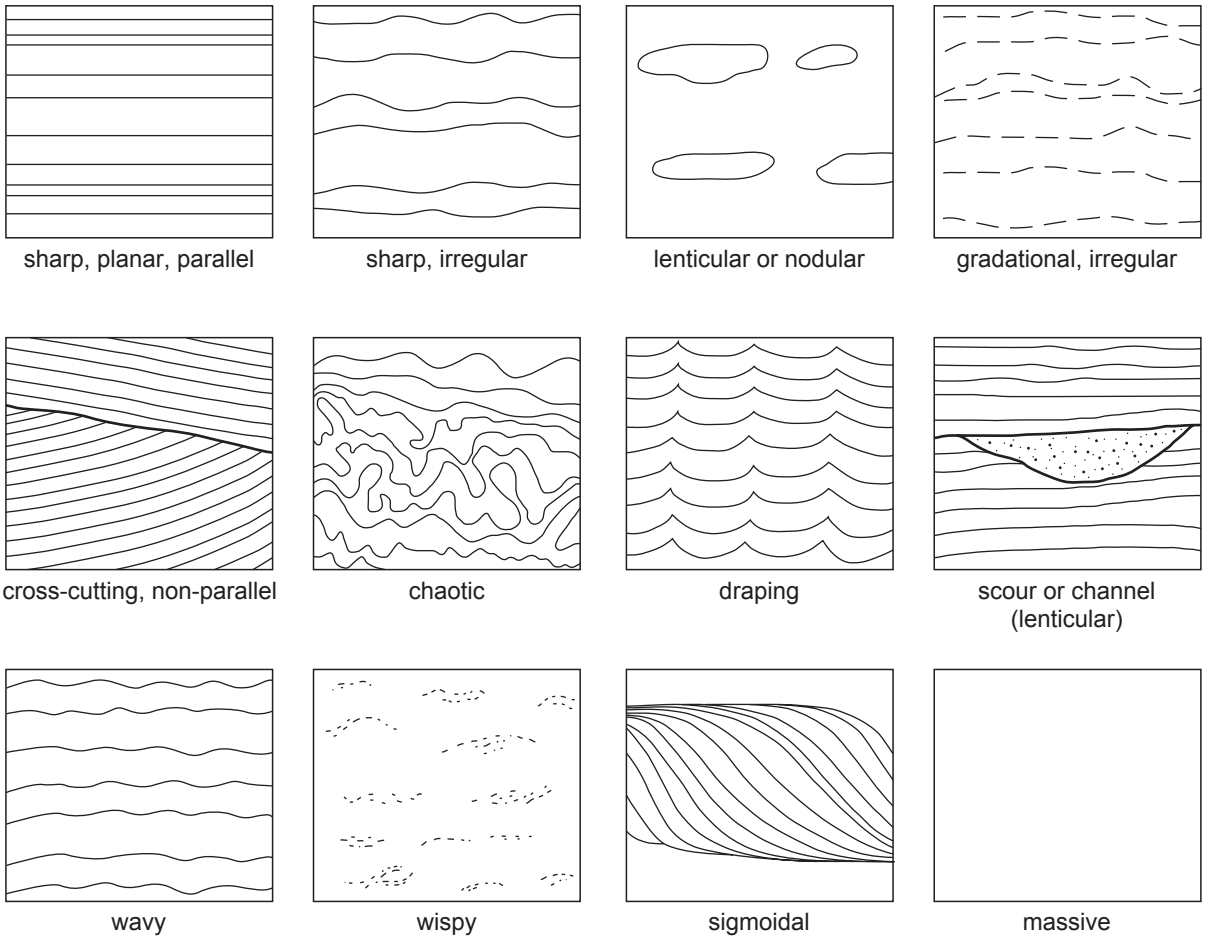 sharp, planar, parallel
sharp, irregular
lenticular or nodular
gradational, irregular
cross-cutting, non-parallel
chaotic
draping
scour or channel
(lenticular)
wavy
wispy
sigmoidal
massive